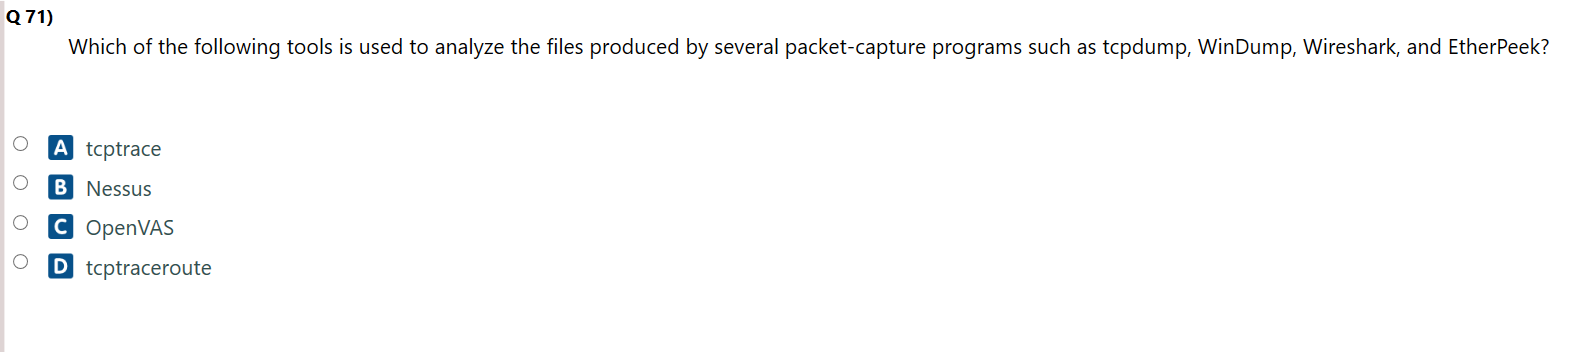 Q 71)
Which of the following tools is used to analyze the files produced by several packet-capture programs such as tcpdump, WinDump, Wireshark, and EtherPeek?
A tcptrace
B Nessus
C OpenVAS
D tcptraceroute